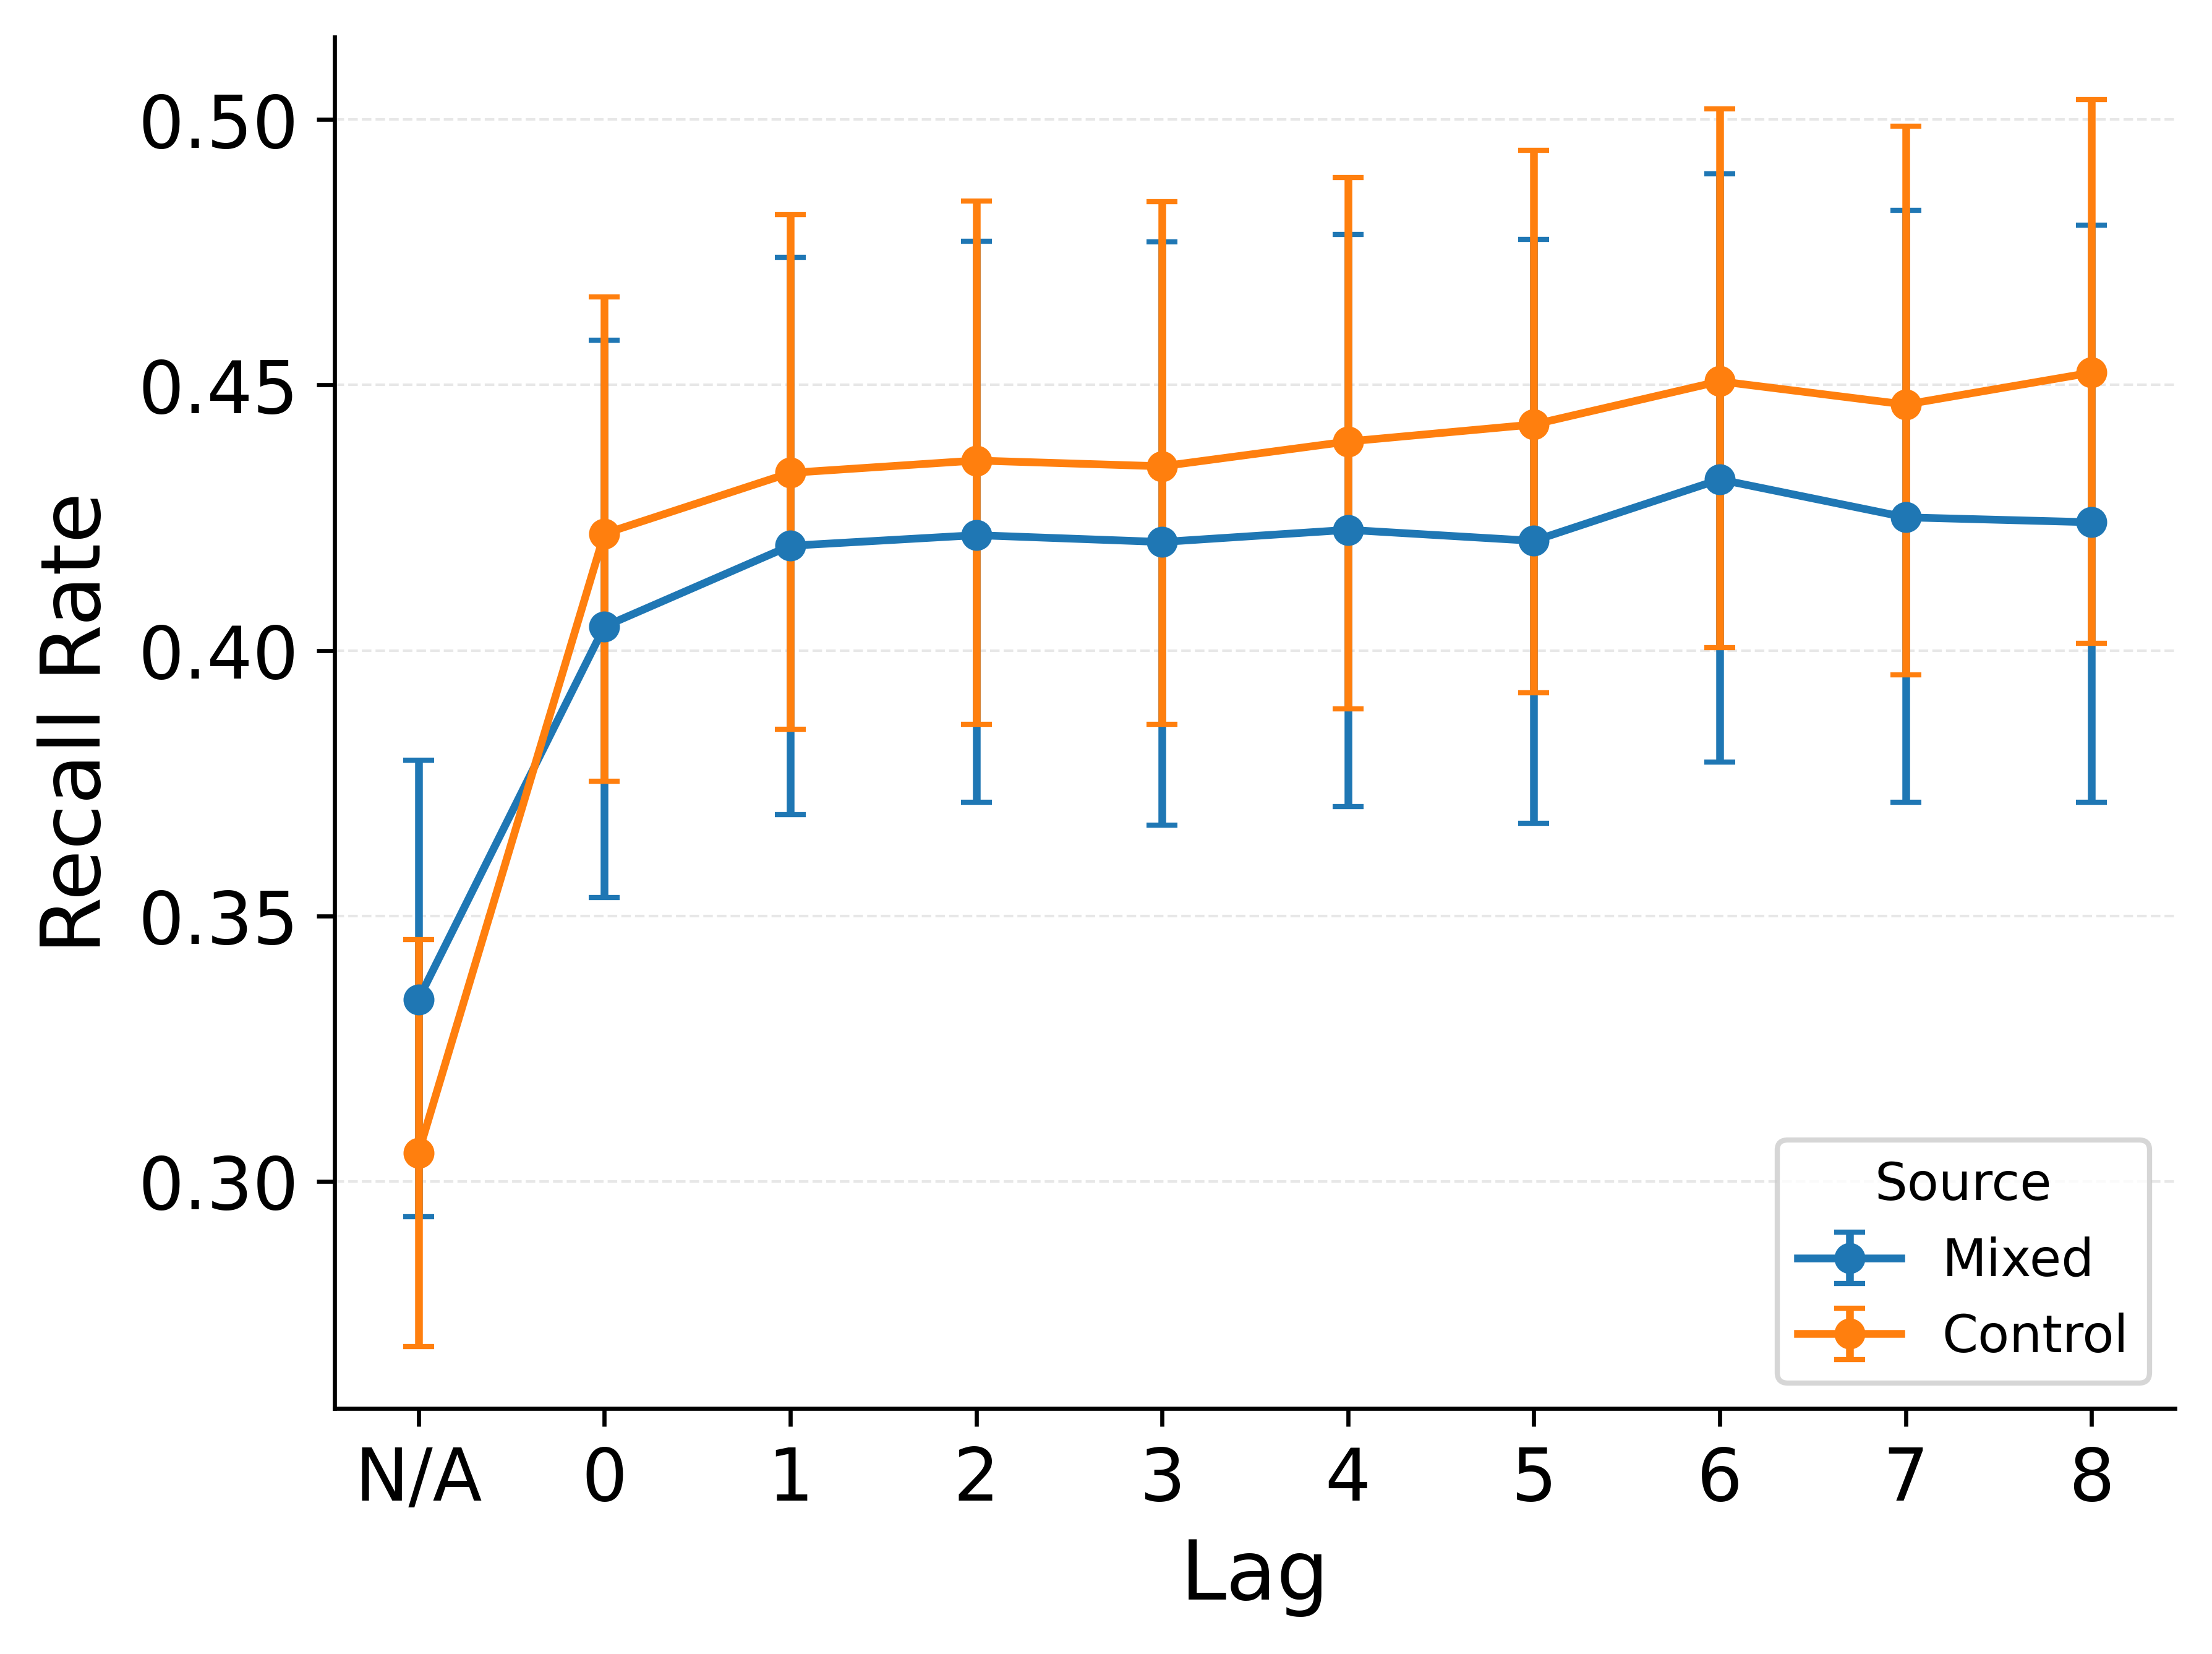 0.50
0.45
0.40
0.35
0.30
Recall Rate
N/A 0 1 2 3 4 5 6 7 8
Lag
Source
Mixed
Control